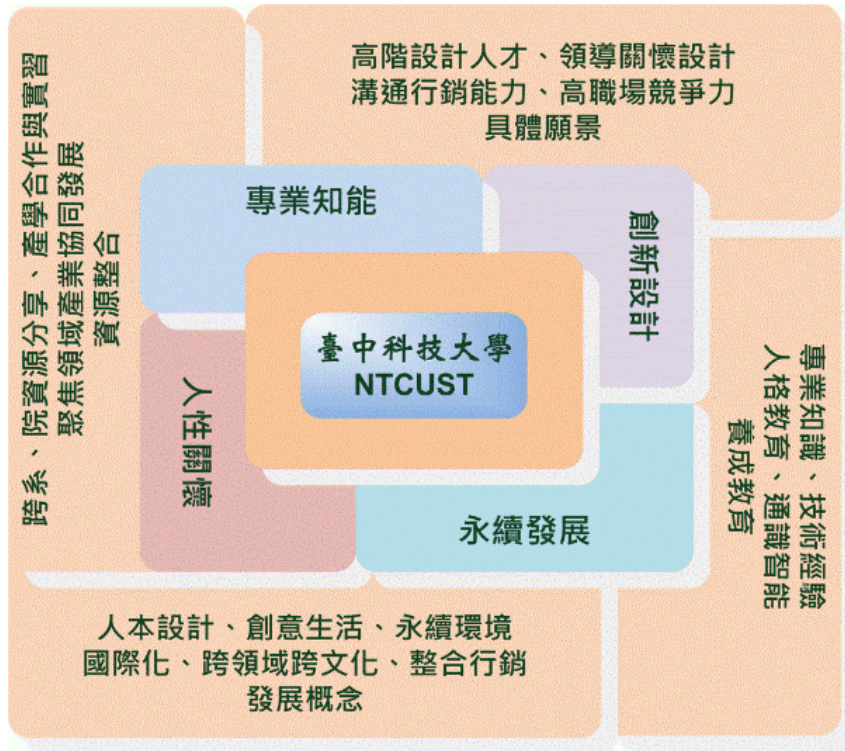 高階設計人才、領導關懷設計
溝通行銷能力、高職場競爭力
具體願景
跨系、院資源分享、產學合作與實習
聚焦領域產業協同發展
資源整合
專業知能
創新設計
臺中科技大學
NTCUST
人性關懷
永續發展
專業知識、技術經驗
人格教育、通識智能
養成教育
人本設計、創意生活、永續環境
國際化、跨領域跨文化、整合行銷
發展概念